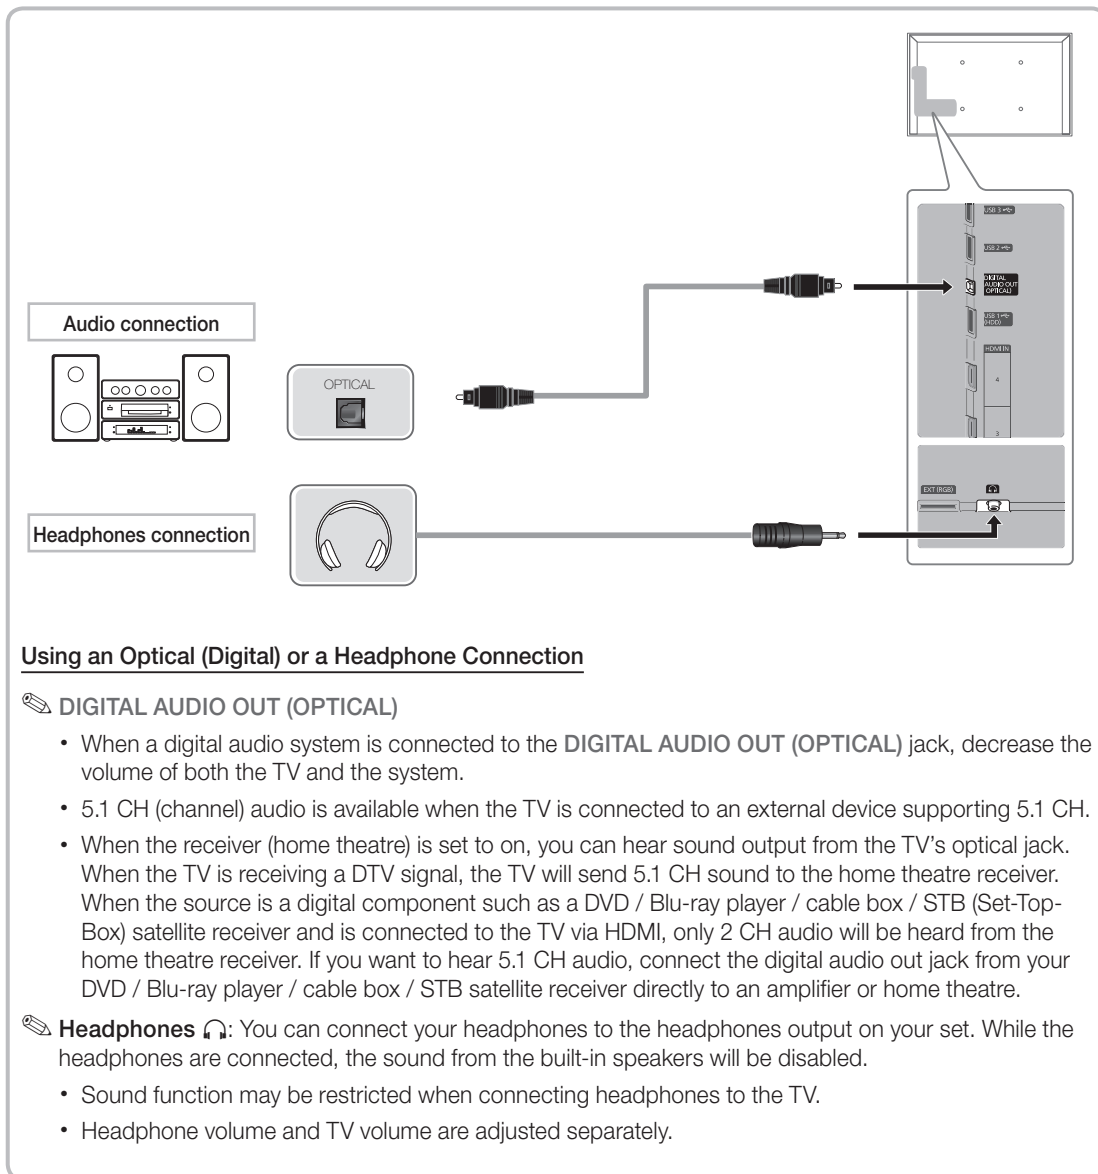 USB 3
USB 2
DIGITAL
AUDIO OUT
(OPTICAL)
USB 1
(HDD)
HDMI IN
4
3
Audio connection
OPTICAL
EXT (RGB)
Headphones connection
Using an Optical (Digital) or a Headphone Connection
DIGITAL AUDIO OUT (OPTICAL)
• When a digital audio system is connected to the DIGITAL AUDIO OUT (OPTICAL) jack, decrease the
volume of both the TV and the system.
• 5.1 CH (channel) audio is available when the TV is connected to an external device supporting 5.1 CH.
• When the receiver (home theatre) is set to on, you can hear sound output from the TV’s optical jack.
When the TV is receiving a DTV signal, the TV will send 5.1 CH sound to the home theatre receiver.
When the source is a digital component such as a DVD / Blu-ray player / cable box / STB (Set-Top-
Box) satellite receiver and is connected to the TV via HDMI, only 2 CH audio will be heard from the
home theatre receiver. If you want to hear 5.1 CH audio, connect the digital audio out jack from your
DVD / Blu-ray player / cable box / STB satellite receiver directly to an amplifier or home theatre.
Headphones : You can connect your headphones to the headphones output on your set. While the
headphones are connected, the sound from the built-in speakers will be disabled.
• Sound function may be restricted when connecting headphones to the TV.
• Headphone volume and TV volume are adjusted separately.